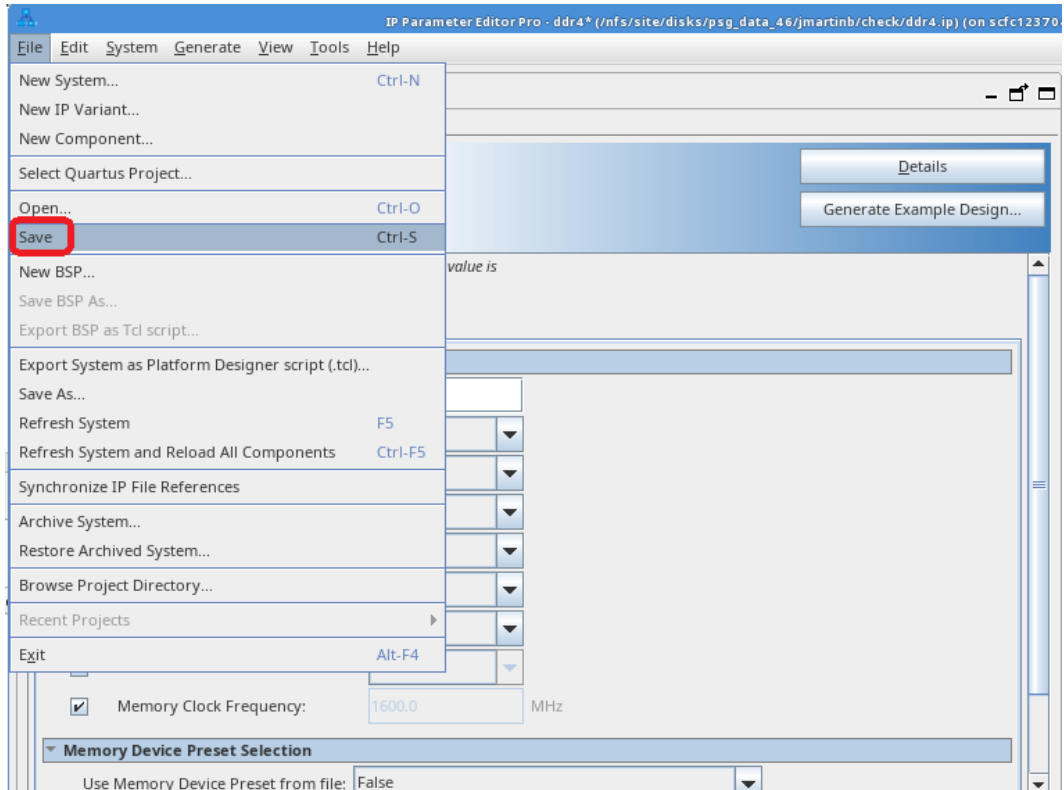 IP Parameter Editor Pro - ddr4* (/nfs/site/disks/psg_data_46/jmartinb/check/ddr4.ip) (on scfc12370-
File Edit System Generate View Tools Help
New System... Ctrl-N
New IP Variant...
New Component...
Select Quartus Project...
Details
Open... Ctrl-O
Generate Example Design...
Save Ctrl-S
New BSP...
value is
Save BSP As...
Export BSP as Tcl script...
Export System as Platform Designer script (.tcl)...
Save As...
Refresh System F5
Refresh System and Reload All Components Ctrl-F5
Synchronize IP File References
Archive System...
Restore Archived System...
Browse Project Directory...
Recent Projects
Exit Alt-F4
Memory Clock Frequency: 1600.0 MHz
Memory Device Preset Selection
Use Memory Device Preset from file: False